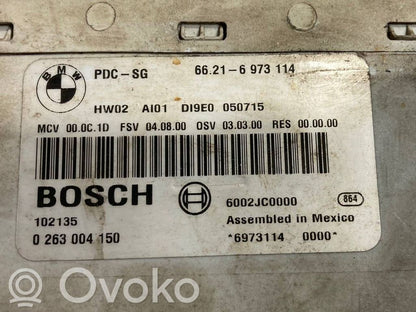 BMW
PDC-SG 66.21-6 973 114
HW02 AI01 DI9E0 050715
MCV 00.0C.1D FSV 04.08.00 OSV 03.03.00 RES 00.00.00
BOSCH
6002JC0000 864
102135 Assembled in Mexico
0 263 004 150 *6973114 0000*
Ovoko